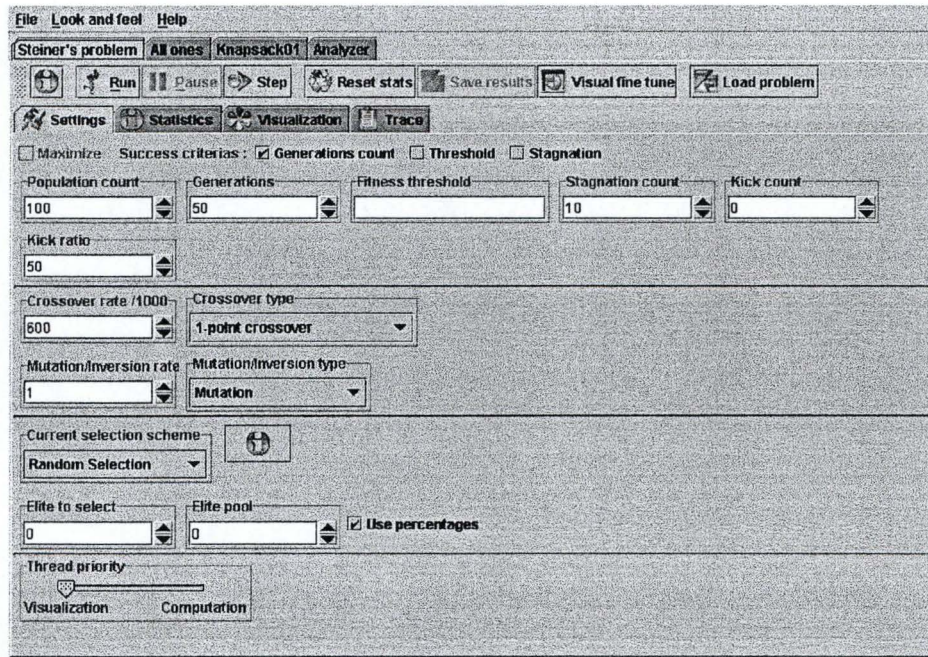 File Look and feel Help
Steiner's problem All ones Knapsack01 Analyzer
Run Pause Step Reset stats Save results Visual fine tune Load problem
Settings Statistics Visualization Trace
Maximize Success criterias : Generations count Threshold Stagnation
Population count Generations Fitness threshold Stagnation count Kick count
100 50 10 0
Kick ratio
50
Crossover rate /1000 Crossover type
600 1-point crossover
Mutation/Inversion rate Mutation/Inversion type
1 Mutation
Current selection scheme
Random Selection
Elite to select Elite pool
0 0 Use percentages
Thread priority
Visualization Computation